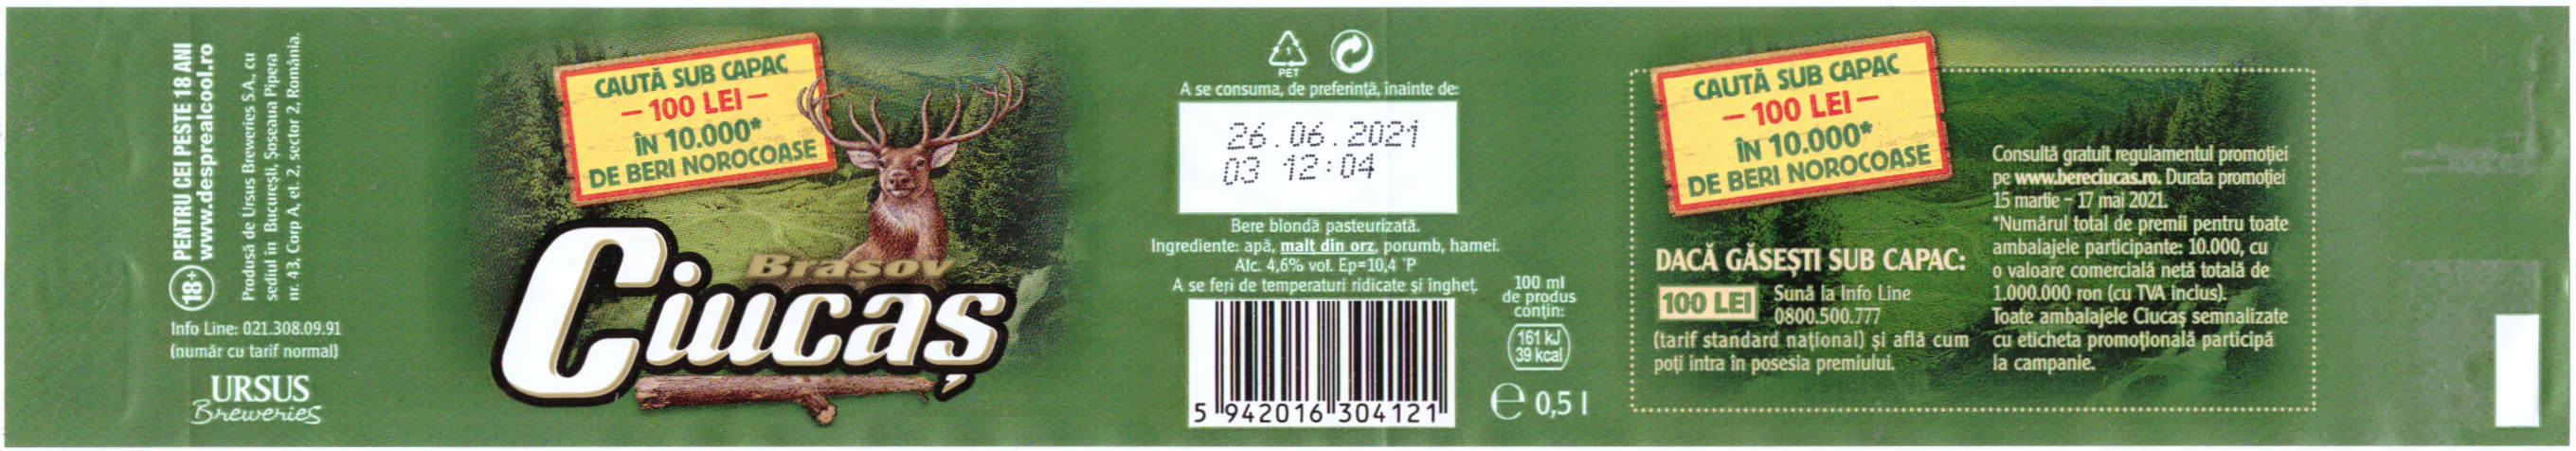 18+ PENTRU CEI PESTE 18 ANI
www.desprealcool.ro
Produsă de Ursus Breweries S.A., cu
sediul în București, Șoseaua Pipera
nr. 43, Corp A, et. 2, sector 2, România.
Info Line: 021.308.09.91
(număr cu tarif normal)
URSUS
Breweries
CAUTĂ SUB CAPAC
– 100 LEI –
ÎN 10.000*
DE BERI NOROCOASE
Brasov
Ciucaș
1
PET
A se consuma, de preferință, înainte de:
26.06.2021
03 12:04
Bere blondă pasteurizată.
Ingrediente: apă, malt din orz, porumb, hamei.
Alc. 4,6% vol. Ep=10,4 °P
A se feri de temperaturi ridicate și îngheț.
5 942016 304121
100 ml
de produs
conțin:
161 kJ
39 kcal
e 0,5 l
CAUTĂ SUB CAPAC
– 100 LEI –
ÎN 10.000*
DE BERI NOROCOASE
DACĂ GĂSEȘTI SUB CAPAC:
100 LEI
Sună la Info Line
0800.500.777
(tarif standard național) și află cum
poți intra în posesia premiului.
Consultă gratuit regulamentul promoției
pe www.bereciucas.ro. Durata promoției
15 martie – 17 mai 2021.
*Numărul total de premii pentru toate
ambalajele participante: 10.000, cu
o valoare comercială netă totală de
1.000.000 ron (cu TVA inclus).
Toate ambalajele Ciucaș semnalizate
cu eticheta promoțională participă
la campanie.